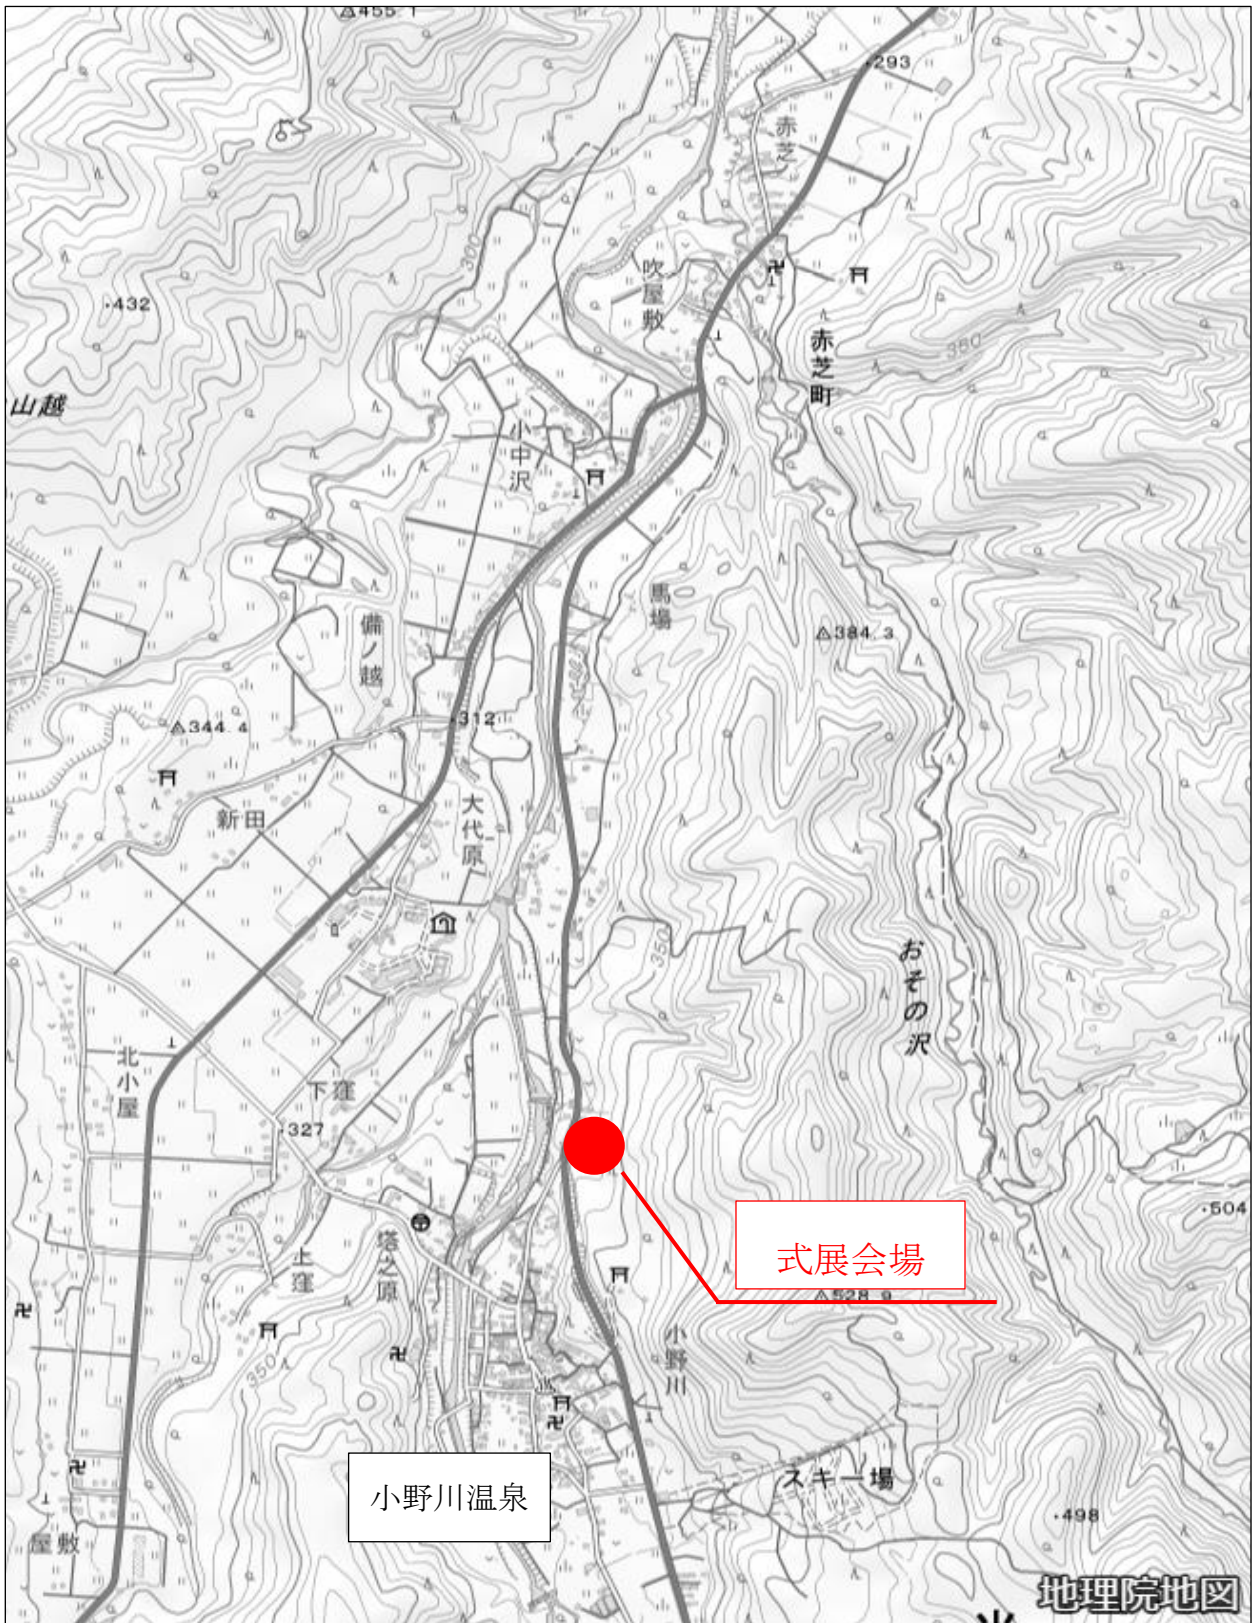 455.1
293
赤芝
吹屋敷
300
432
赤芝町
350
山越
小中沢
馬場
備ノ越
384.3
344.4
312
新田
大代原
350
おその沢
北小屋
下窪
327
504
式展会場
上窪
塔之原
528.9
小野川
350
スキー場
小野川温泉
498
屋敷
地理院地図